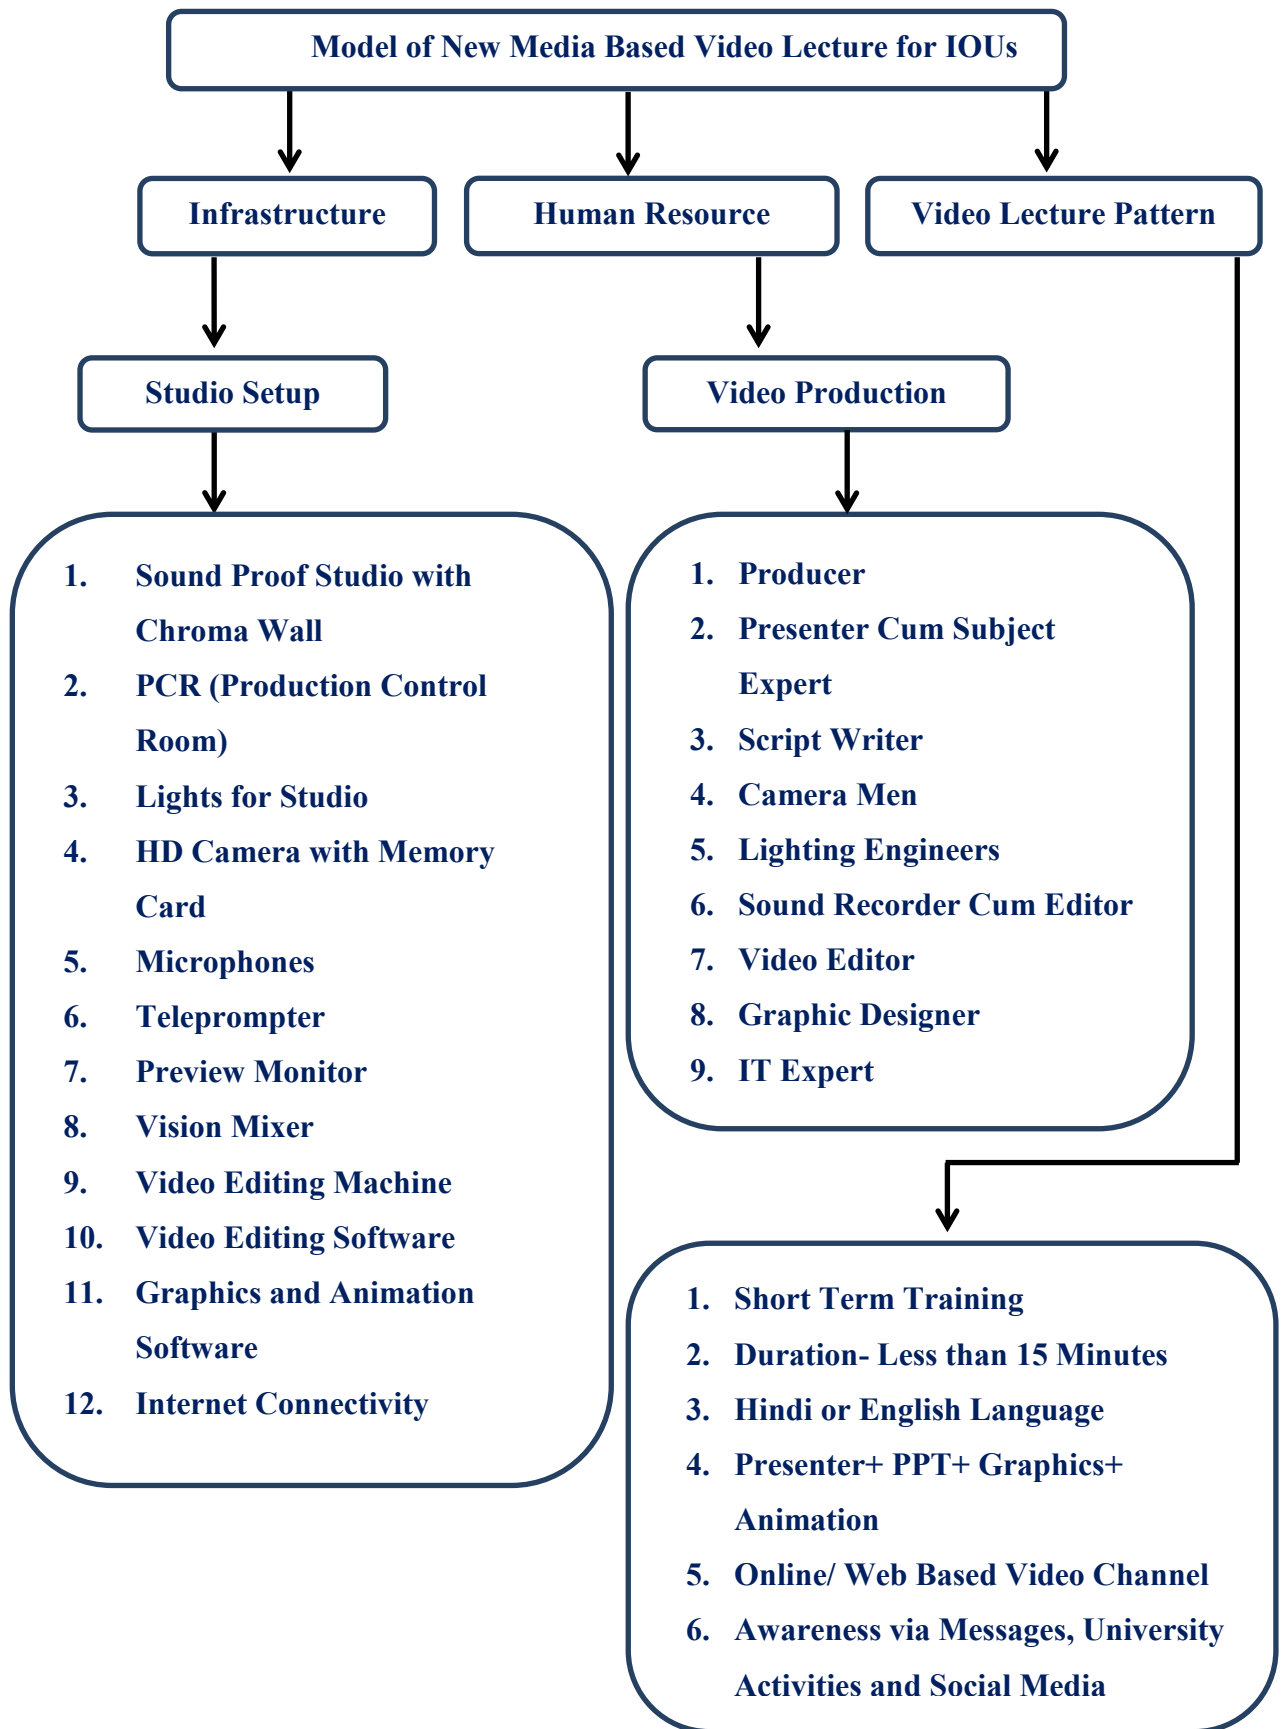 Model of New Media Based Video Lecture for IOUs
Infrastructure
Human Resource
Video Lecture Pattern
Studio Setup
Video Production
1. Sound Proof Studio with
Chroma Wall
2. PCR (Production Control
Room)
3. Lights for Studio
4. HD Camera with Memory
Card
5. Microphones
6. Teleprompter
7. Preview Monitor
8. Vision Mixer
9. Video Editing Machine
10. Video Editing Software
11. Graphics and Animation
Software
12. Internet Connectivity
1. Producer
2. Presenter Cum Subject
Expert
3. Script Writer
4. Camera Men
5. Lighting Engineers
6. Sound Recorder Cum Editor
7. Video Editor
8. Graphic Designer
9. IT Expert
1. Short Term Training
2. Duration- Less than 15 Minutes
3. Hindi or English Language
4. Presenter+ PPT+ Graphics+
Animation
5. Online/ Web Based Video Channel
6. Awareness via Messages, University
Activities and Social Media